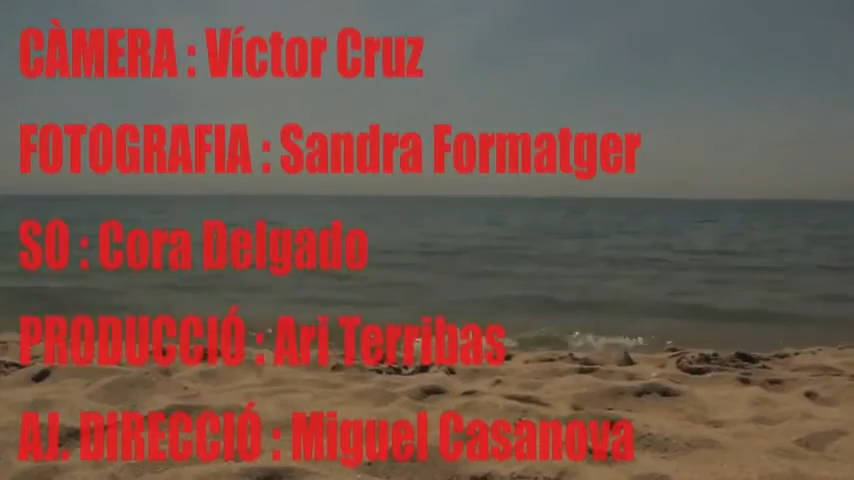 CÀMERA : Víctor Cruz
FOTOGRAFIA : Sandra Formatger
SO : Cora Delgado
PRODUCCIÓ : Ari Terribas
AJ. DIRECCIÓ : Miguel Casanova